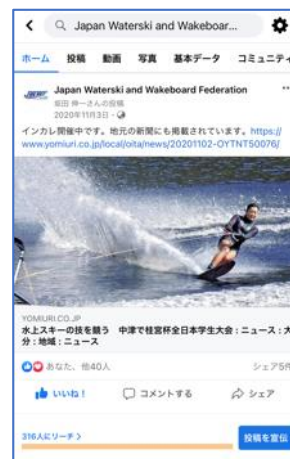 Japan Waterski and Wakeboar...
ホーム 投稿 動画 写真 基本データ コミュニティ
Japan Waterski and Wakeboard Federation
2020年11月3日
インカレ開催中です。地元の新聞にも掲載されています。https://
www.yomiuri.co.jp/local/oita/news/20201102-OYTNT50076/
YOMIURI.CO.JP
水上スキーの技を競う 中津で桂宮杯全日本学生大会 : ニュース : 大
分 : 地域 : ニュース
あなた、他40人 シェア5件
いいね! コメントする シェア
316人にリーチ
投稿を宣伝